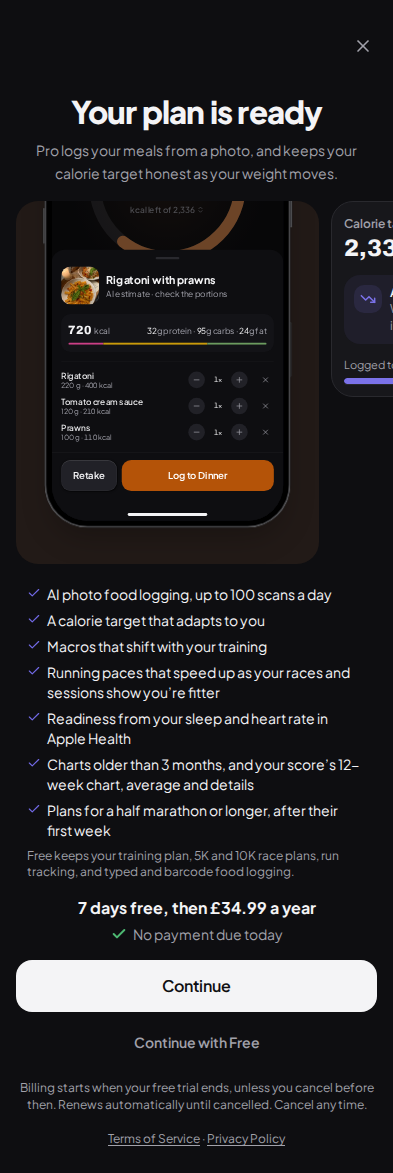 Your plan is ready
Pro logs your meals from a photo, and keeps your
calorie target honest as your weight moves.
kcal left of 2,336
Rigatoni with prawns
AI estimate · check the portions
720 kcal
32g protein · 95g carbs · 24g fat
Rigatoni
220 g · 400 kcal
1×
Tomato cream sauce
120 g · 210 kcal
1×
Prawns
100 g · 110 kcal
1×
Retake
Log to Dinner
Calorie
2,33
Logged to
AI photo food logging, up to 100 scans a day
A calorie target that adapts to you
Macros that shift with your training
Running paces that speed up as your races and
sessions show you’re fitter
Readiness from your sleep and heart rate in
Apple Health
Charts older than 3 months, and your score’s 12–
week chart, average and details
Plans for a half marathon or longer, after their
first week
Free keeps your training plan, 5K and 10K race plans, run
tracking, and typed and barcode food logging.
7 days free, then £34.99 a year
No payment due today
Continue
Continue with Free
Billing starts when your free trial ends, unless you cancel before
then. Renews automatically until cancelled. Cancel any time.
Terms of Service · Privacy Policy